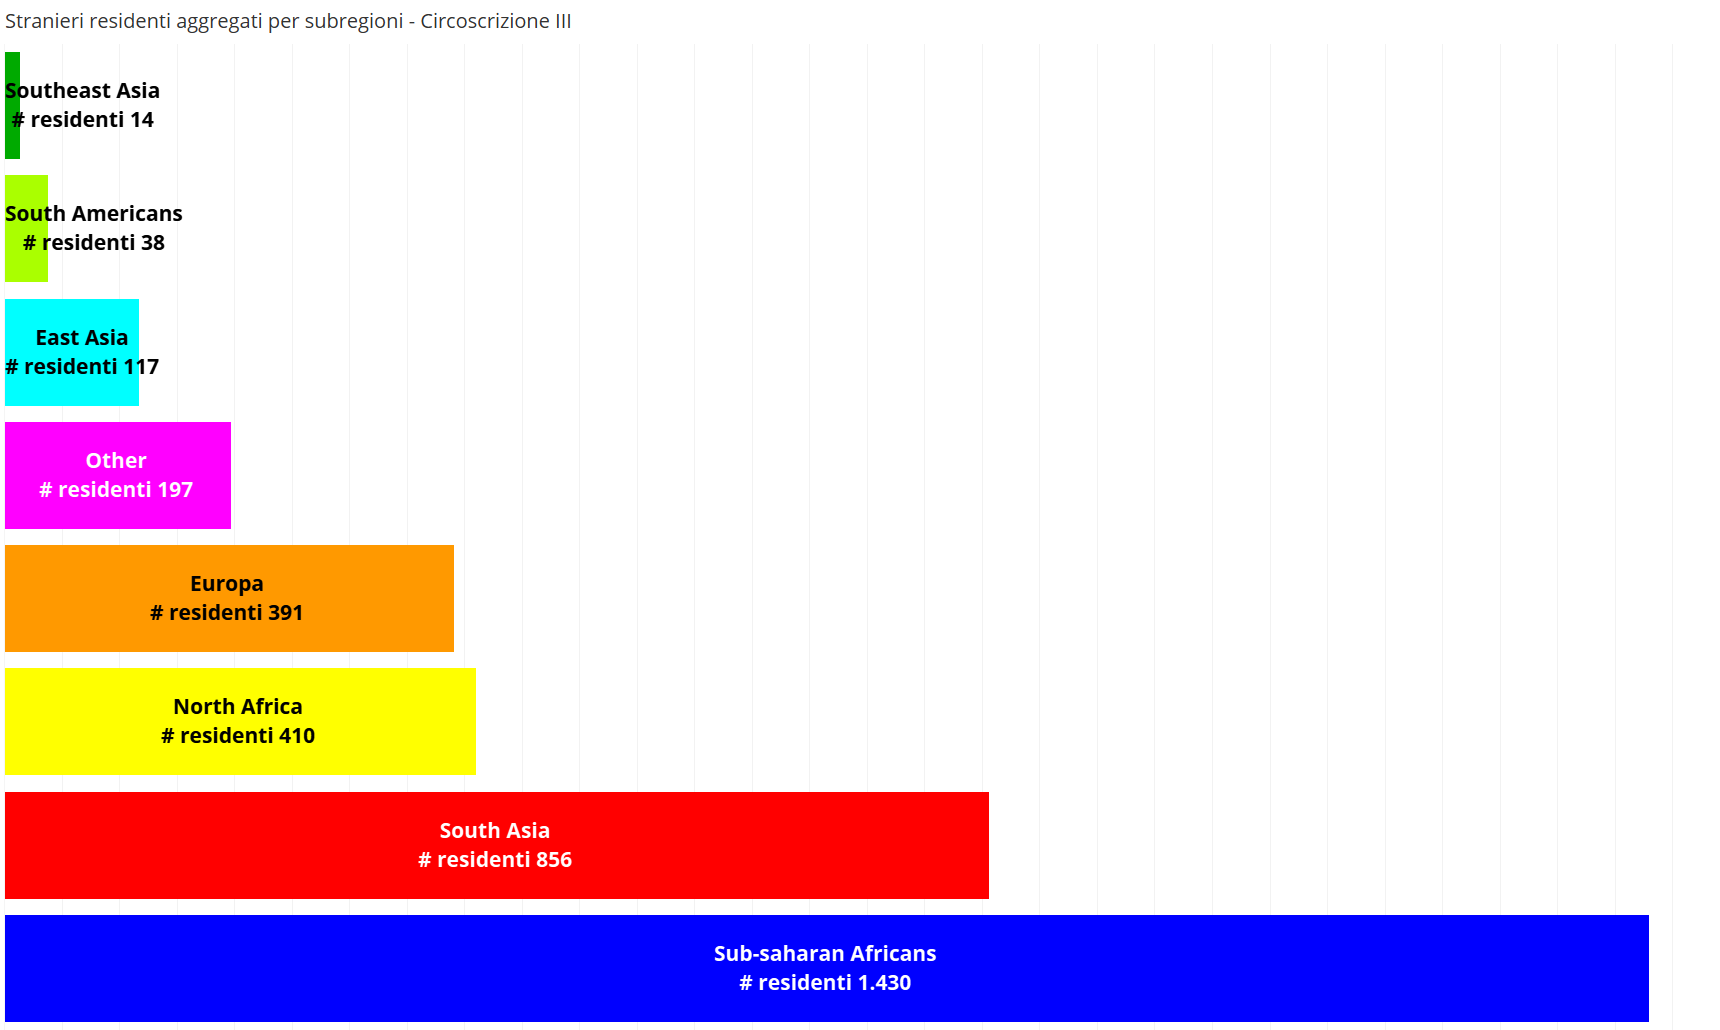 Stranieri residenti aggregati per subregioni - Circoscrizione III
Southeast Asia
# residenti 14
South Americans
# residenti 38
East Asia
# residenti 117
Other
# residenti 197
Europa
# residenti 391
North Africa
# residenti 410
South Asia
# residenti 856
Sub-saharan Africans
# residenti 1.430